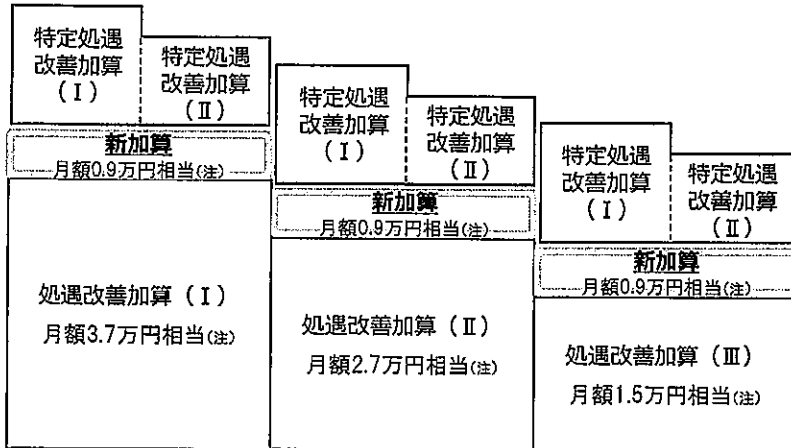 特定処遇
改善加算
（Ⅰ）
特定処遇
改善加算
（Ⅱ）
新加算
月額0.9万円相当(注)
処遇改善加算（Ⅰ）
月額3.7万円相当(注)
特定処遇
改善加算
（Ⅰ）
特定処遇
改善加算
（Ⅱ）
新加算
月額0.9万円相当(注)
処遇改善加算（Ⅱ）
月額2.7万円相当(注)
特定処遇
改善加算
（Ⅰ）
特定処遇
改善加算
（Ⅱ）
新加算
月額0.9万円相当(注)
処遇改善加算（Ⅲ）
月額1.5万円相当(注)